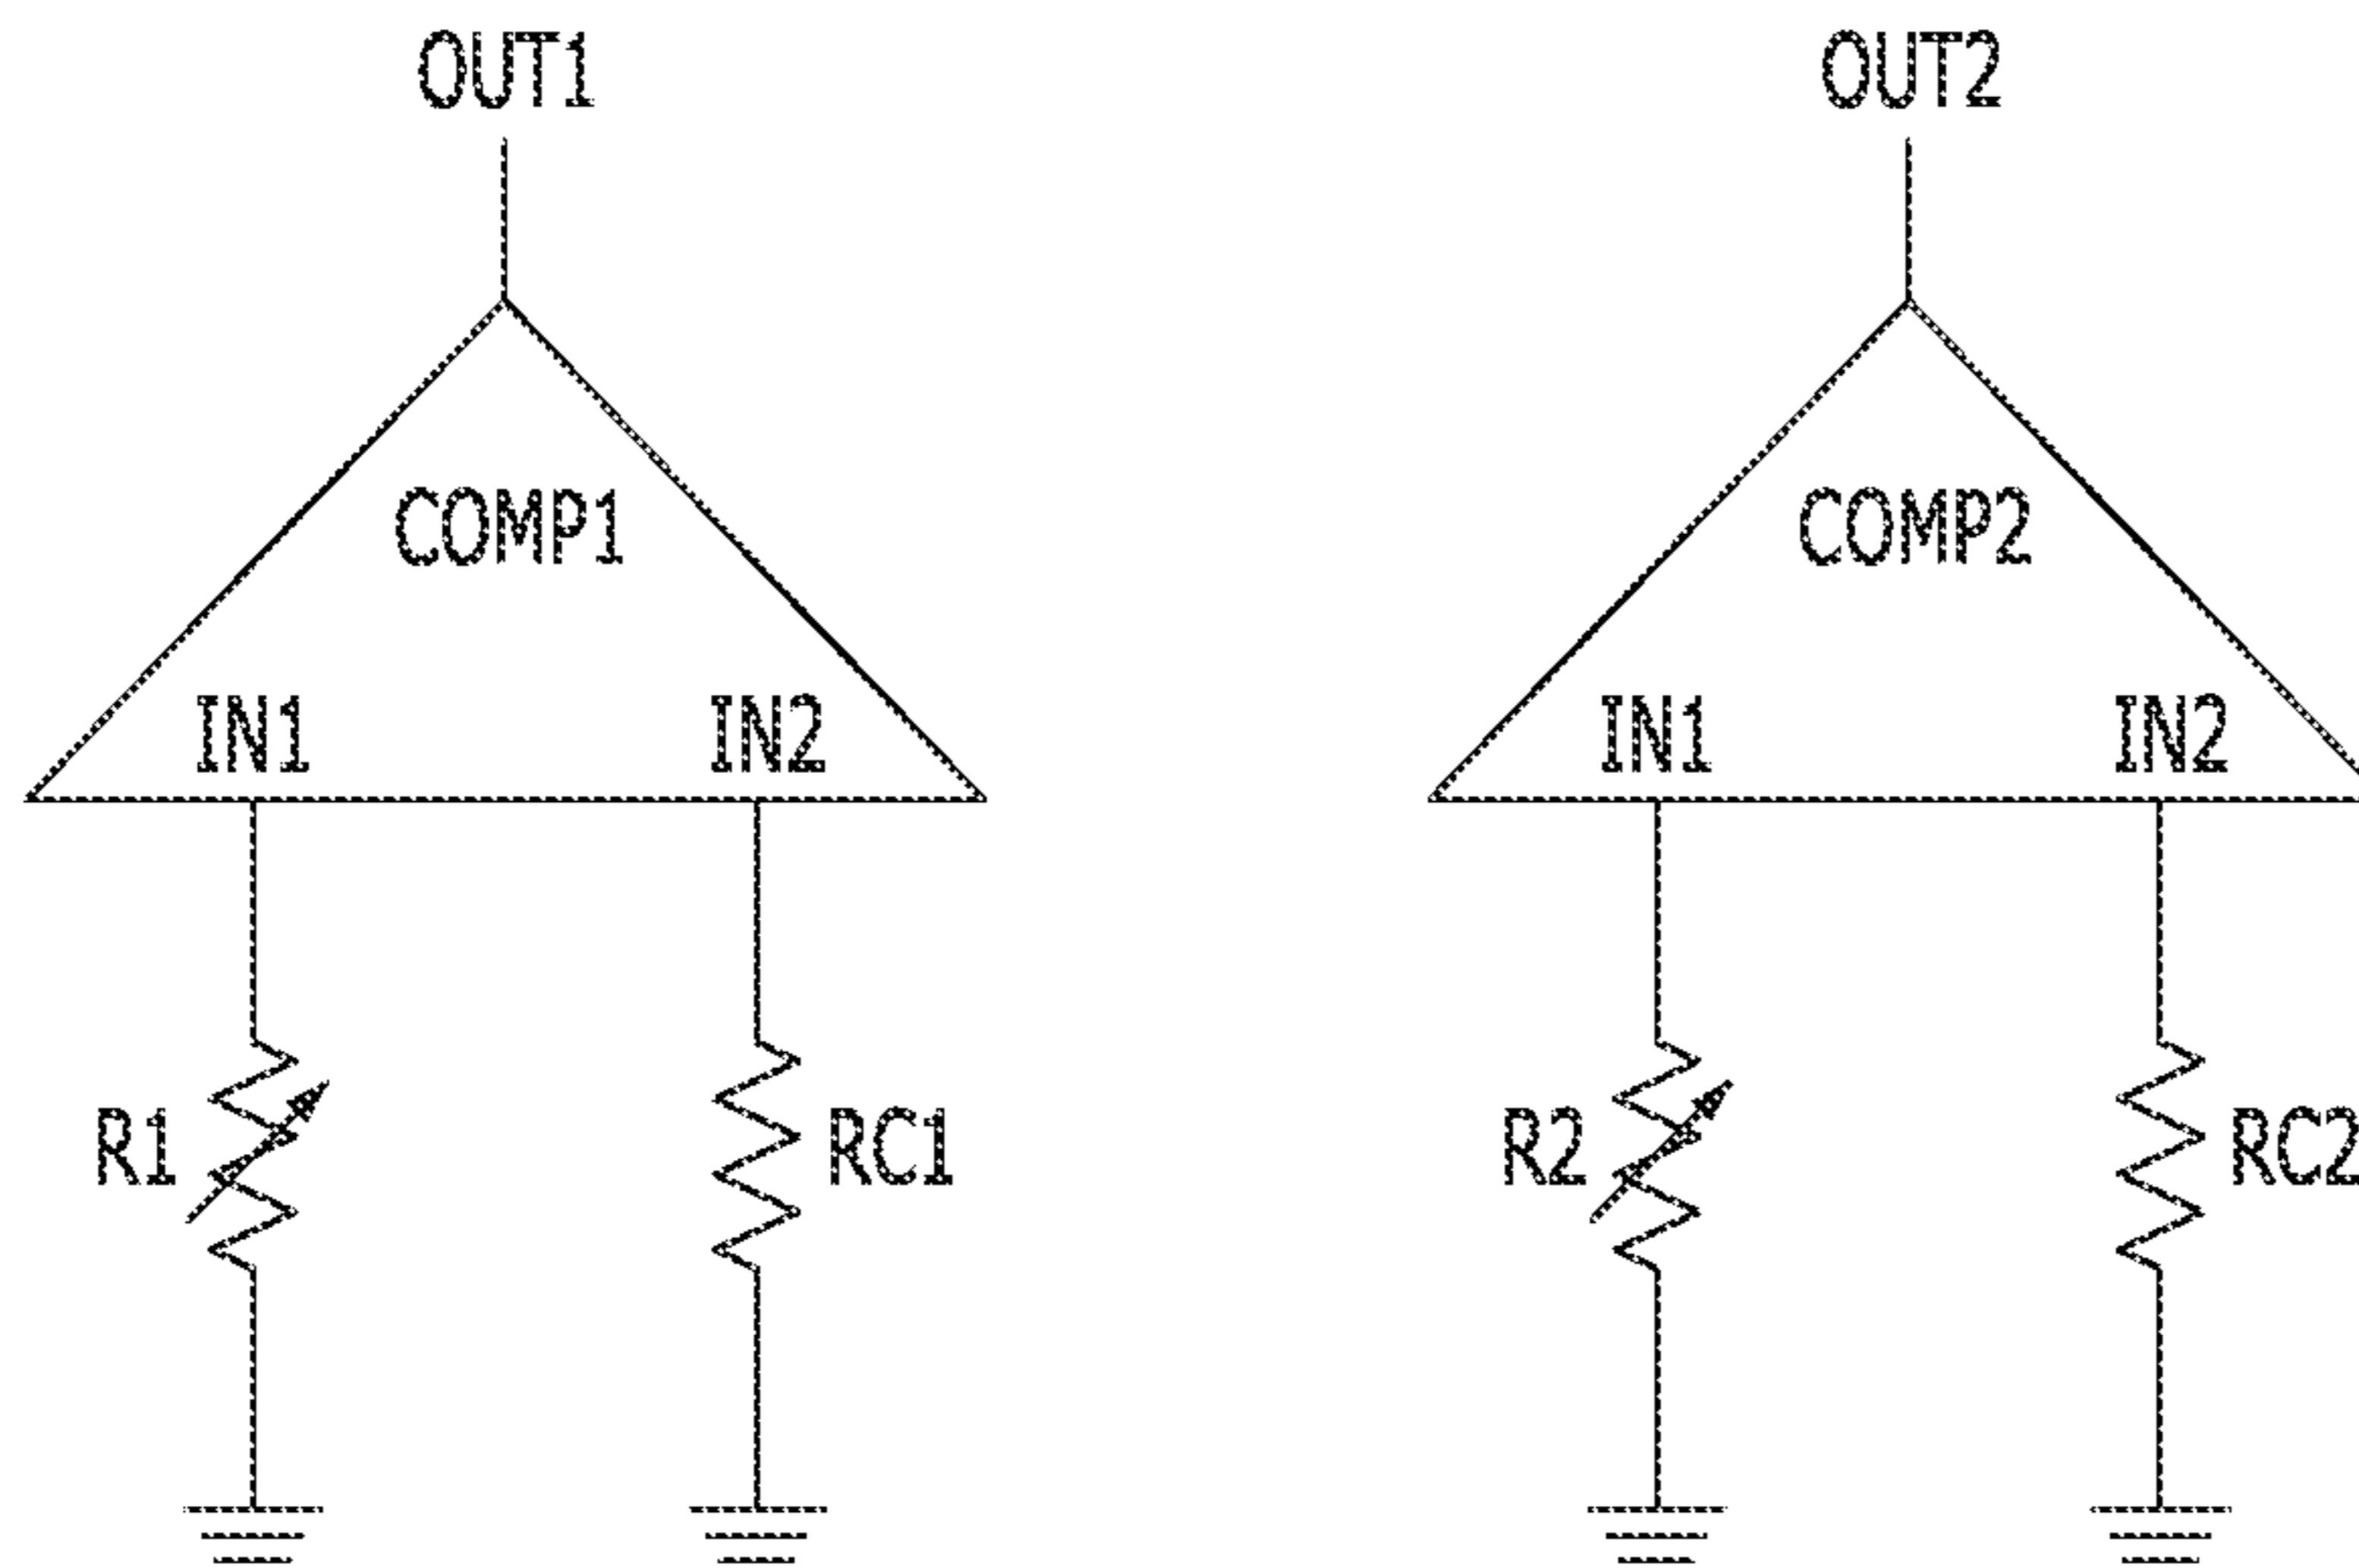 OUT1 OUT2
COMP1 COMP2
IN1 IN2 IN1 IN2
R1 RC1 R2 RC2